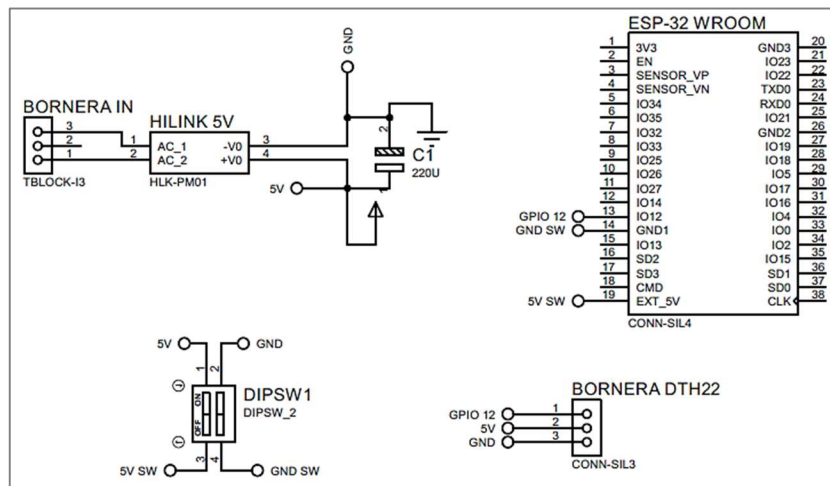 ESP-32 WROOM
1 3V3 GND3 20
2 EN IO23 21
3 SENSOR_VP IO22 22
4 SENSOR_VN TXD0 23
5 IO34 RXD0 24
6 IO35 IO21 25
7 IO32 GND2 26
8 IO33 IO19 27
9 IO25 IO18 28
10 IO26 IO5 29
11 IO27 IO17 30
12 IO14 IO16 31
GPIO 12 13 IO12 IO4 32
GND SW 14 GND1 IO0 33
15 IO13 IO2 34
16 SD2 IO15 35
17 SD3 SD1 36
18 CMD SD0 37
5V SW 19 EXT_5V CLK 38
CONN-SIL4
GND
BORNERA IN
3
2
1
TBLOCK-I3
HILINK 5V
1 AC_1 -V0 3
2 AC_2 +V0 4
HLK-PM01
2
C1
220U
1
5V
5V
GND
1 2
ON
OFF
DIPSW1
DIPSW_2
3 4
5V SW
GND SW
BORNERA DTH22
GPIO 12 1
5V 2
GND 3
CONN-SIL3